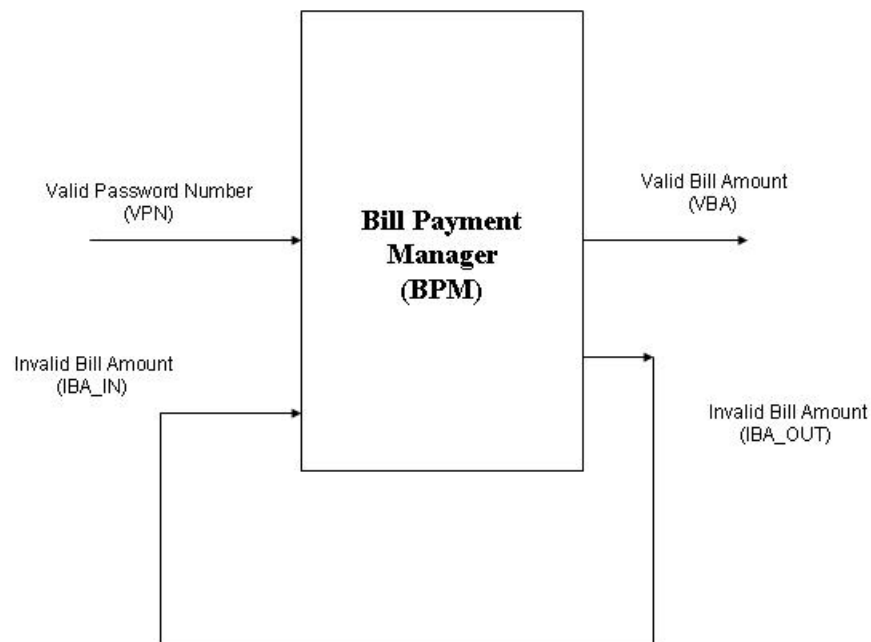 Valid Password Number
(VPN)
Valid Bill Amount
(VBA)
Bill Payment
Manager
(BPM)
Invalid Bill Amount
(IBA_IN)
Invalid Bill Amount
(IBA_OUT)